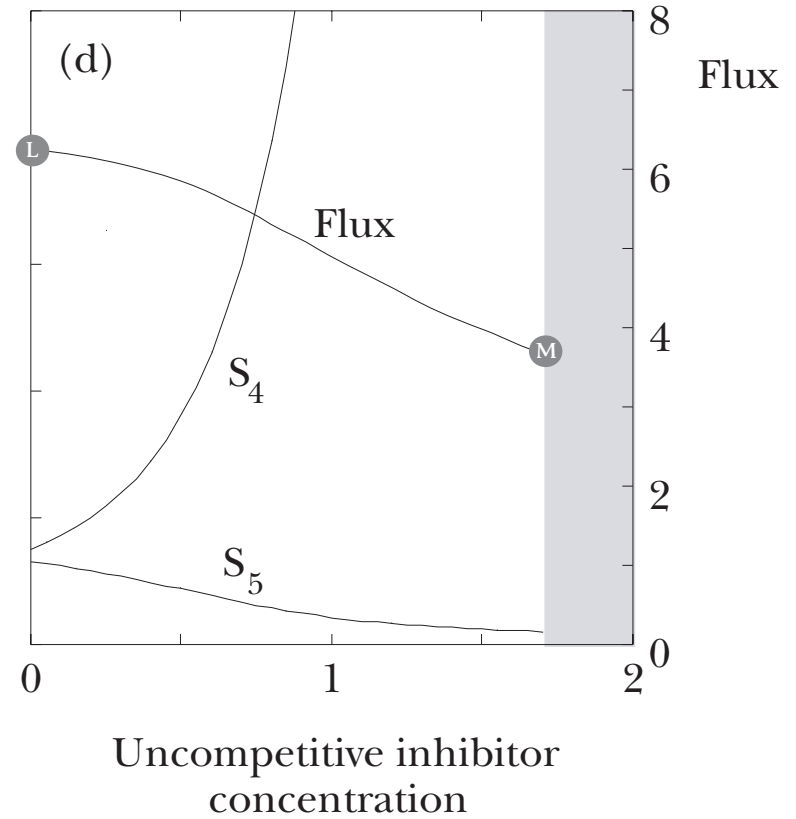 (d)
8
Flux
L
6
Flux
4
M
S4
2
S5
0
0 1 2
Uncompetitive inhibitor
concentration